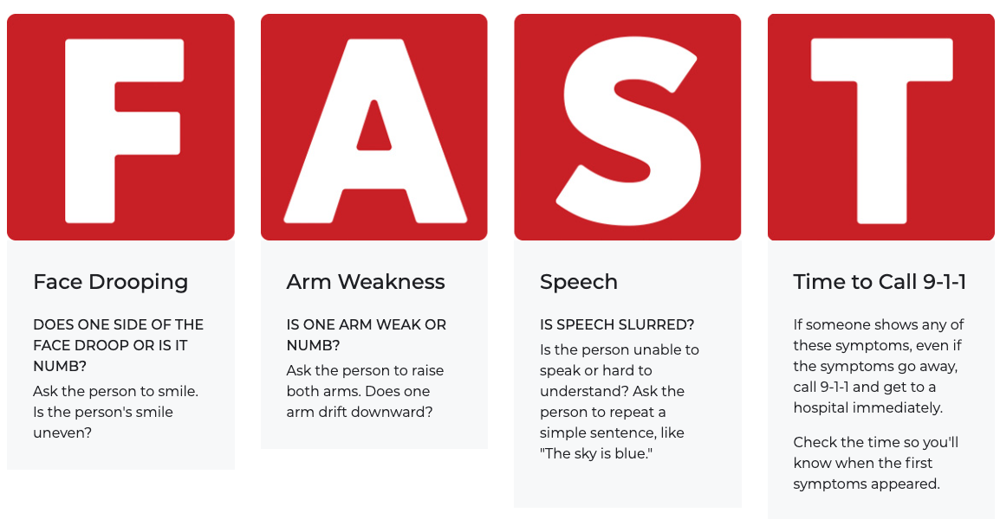 F
Face Drooping
DOES ONE SIDE OF THE
FACE DROOP OR IS IT
NUMB?
Ask the person to smile.
Is the person's smile
uneven?
A
Arm Weakness
IS ONE ARM WEAK OR
NUMB?
Ask the person to raise
both arms. Does one
arm drift downward?
S
Speech
IS SPEECH SLURRED?
Is the person unable to
speak or hard to
understand? Ask the
person to repeat a
simple sentence, like
"The sky is blue."
T
Time to Call 9-1-1
If someone shows any of
these symptoms, even if
the symptoms go away,
call 9-1-1 and get to a
hospital immediately.
Check the time so you'll
know when the first
symptoms appeared.